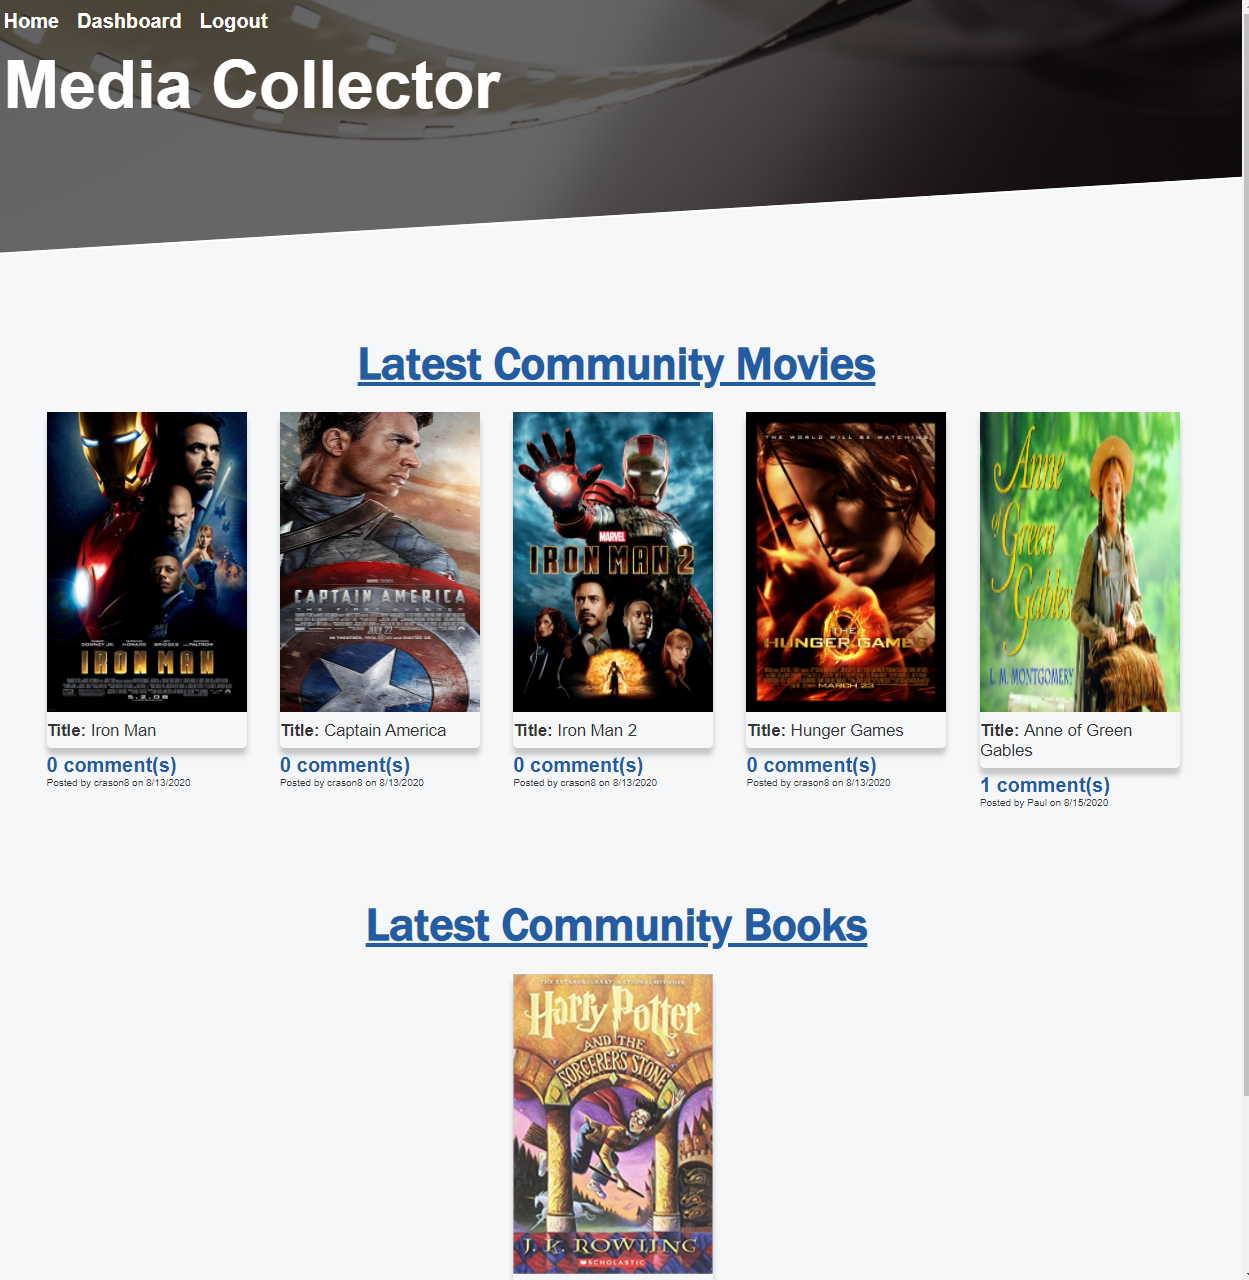 Home Dashboard Logout
Media Collector
Latest Community Movies
IRON MAN
5.2.08
Title: Iron Man
0 comment(s)
Posted by crason8 on 8/13/2020
CAPTAIN AMERICA
THE FIRST AVENGER
JULY 22
Title: Captain America
0 comment(s)
Posted by crason8 on 8/13/2020
MARVEL
IRON MAN 2
Title: Iron Man 2
0 comment(s)
Posted by crason8 on 8/13/2020
THE WORLD WILL BE WATCHING
THE
HUNGER GAMES
MARCH 23
Title: Hunger Games
0 comment(s)
Posted by crason8 on 8/13/2020
Anne
of
Green
Gables
L. M. MONTGOMERY
Title: Anne of Green
Gables
1 comment(s)
Posted by Paul on 8/15/2020
Latest Community Books
Harry Potter
AND THE
SORCERER'S STONE
J. K. ROWLING
SCHOLASTIC